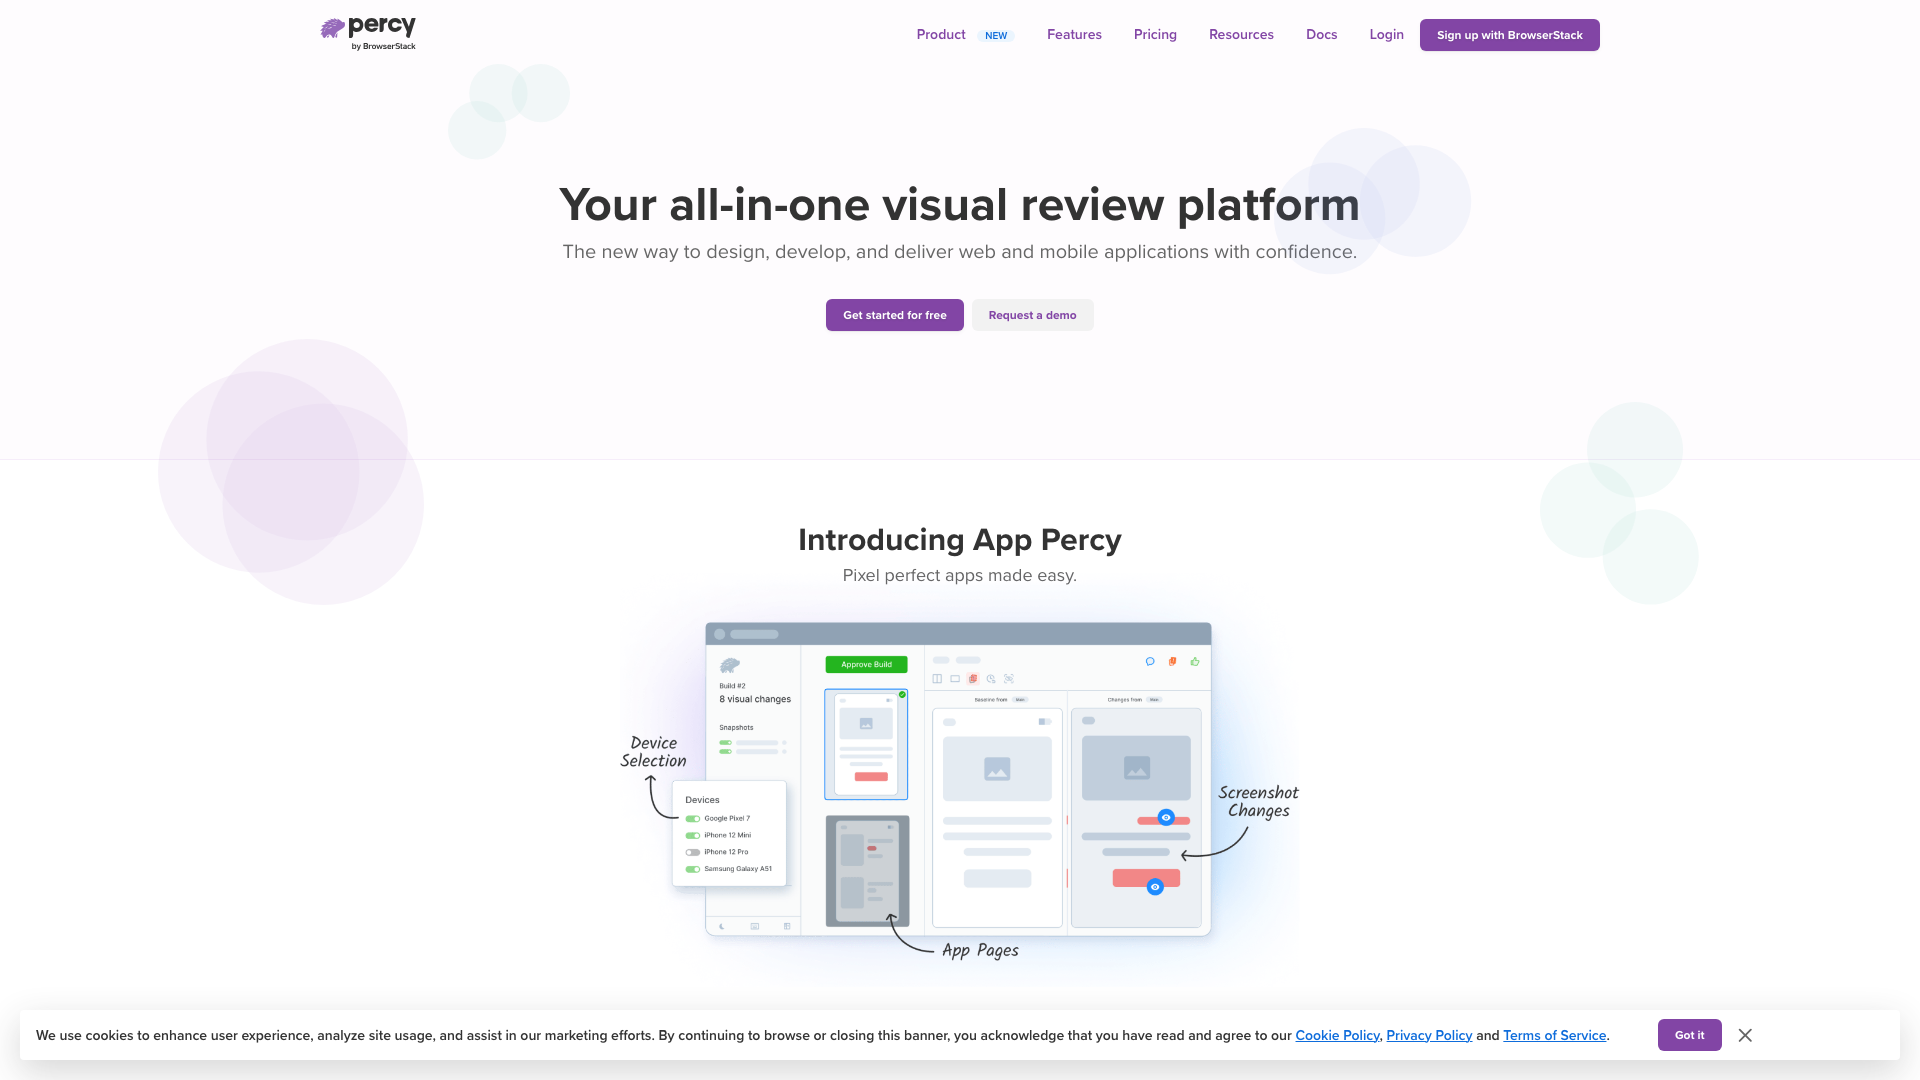 percy
by BrowserStack
Product NEW Features Pricing Resources Docs Login Sign up with BrowserStack
Your all-in-one visual review platform
The new way to design, develop, and deliver web and mobile applications with confidence.
Get started for free Request a demo
Introducing App Percy
Pixel perfect apps made easy.
Approve Build
Build #2
8 visual changes
Baseline from Main
Changes from Main
Snapshots
Device
Selection
Devices
Google Pixel 7
iPhone 12 Mini
iPhone 12 Pro
Samsung Galaxy A51
Screenshot
Changes
App Pages
We use cookies to enhance user experience, analyze site usage, and assist in our marketing efforts. By continuing to browse or closing this banner, you acknowledge that you have read and agree to our Cookie Policy, Privacy Policy and Terms of Service.
Got it